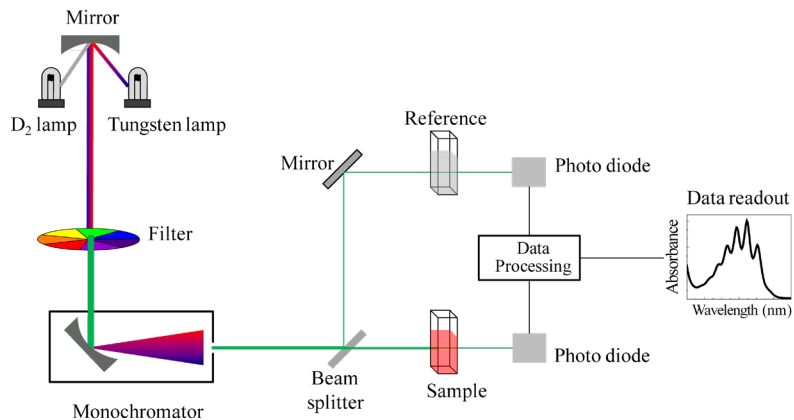 Mirror
D₂ lamp
Tungsten lamp
Filter
Monochromator
Mirror
Reference
Photo diode
Data
Processing
Beam
splitter
Sample
Photo diode
Data readout
Absorbance
Wavelength (nm)